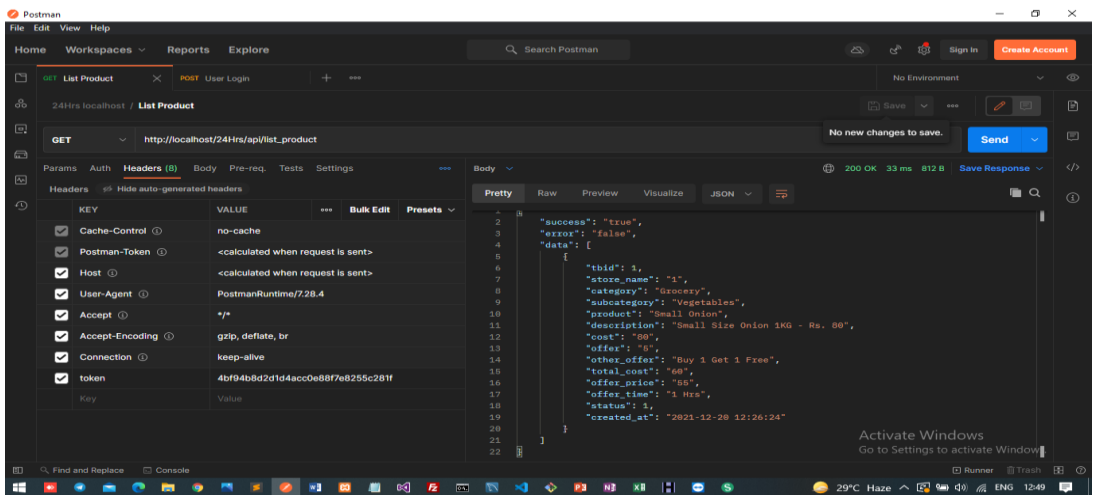 Postman
File Edit View Help
Home Workspaces Reports Explore Search Postman Sign In Create Account
GET List Product POST User Login No Environment
24Hrs localhost / List Product Save
No new changes to save.
GET http://localhost/24Hrs/api/list_product Send
Params Auth Headers (8) Body Pre-req. Tests Settings
Headers Hide auto-generated headers
KEY VALUE Bulk Edit Presets
Cache-Control no-cache
Postman-Token <calculated when request is sent>
Host <calculated when request is sent>
User-Agent PostmanRuntime/7.28.4
Accept */*
Accept-Encoding gzip, deflate, br
Connection keep-alive
token 4bf94b8d2d1d4acc0e88f7e8255c281f
Key Value
Body 200 OK 33 ms 812 B Save Response
Pretty Raw Preview Visualize JSON
1 {
2 "success": "true",
3 "error": "false",
4 "data": [
5 {
6 "tbid": 1,
7 "store_name": "1",
8 "category": "Grocery",
9 "subcategory": "Vegetables",
10 "product": "Small Onion",
11 "description": "Small Size Onion 1KG - Rs. 80",
12 "cost": "80",
13 "offer": "5",
14 "other_offer": "Buy 1 Get 1 Free",
15 "total_cost": "60",
16 "offer_price": "55",
17 "offer_time": "1 Hrs",
18 "status": 1,
19 "created_at": "2021-12-20 12:26:24"
20 }
21 ]
22 }
Activate Windows
Go to Settings to activate Windows.
Find and Replace Console Runner Trash
29°C Haze ENG 12:49